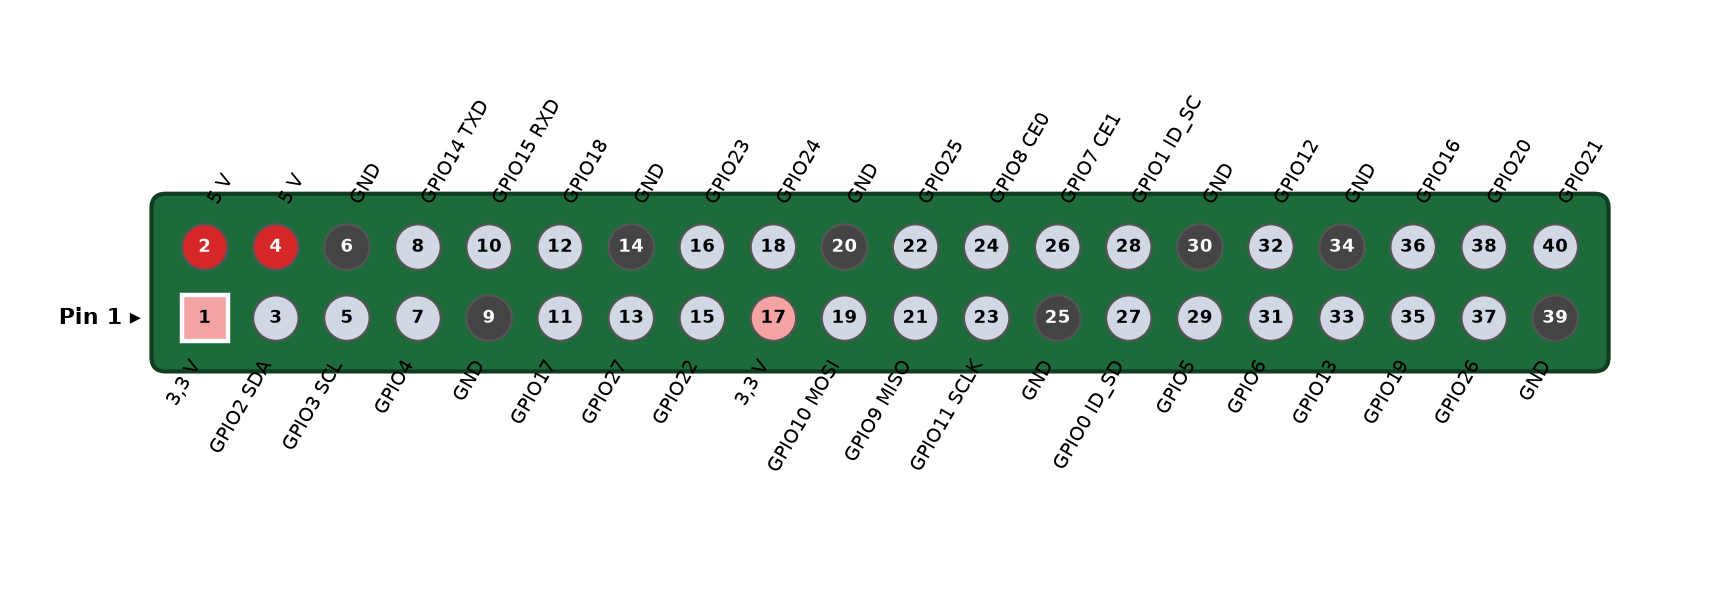 5 V 5 V GND GPIO14 TXD GPIO15 RXD GPIO18 GND GPIO23 GPIO24 GND GPIO25 GPIO8 CE0 GPIO7 CE1 GPIO1 ID_SC GND GPIO12 GND GPIO16 GPIO20 GPIO21
2 4 6 8 10 12 14 16 18 20 22 24 26 28 30 32 34 36 38 40
Pin 1 ▸ 1 3 5 7 9 11 13 15 17 19 21 23 25 27 29 31 33 35 37 39
3,3 V GPIO2 SDA GPIO3 SCL GPIO4 GND GPIO17 GPIO27 GPIO22 3,3 V GPIO10 MOSI GPIO9 MISO GPIO11 SCLK GND GPIO0 ID_SD GPIO5 GPIO6 GPIO13 GPIO19 GPIO26 GND